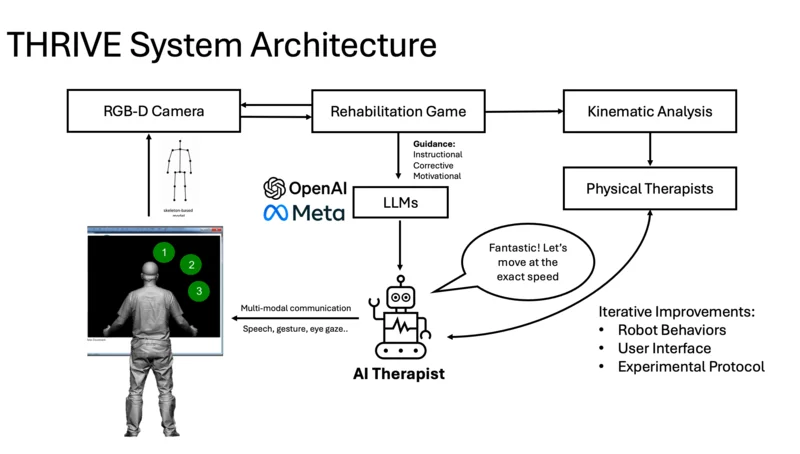 THRIVE System Architecture
RGB-D Camera
Rehabilitation Game
Kinematic Analysis
Guidance:
Instructional
Corrective
Motivational
Physical Therapists
OpenAI
Meta
LLMs
skeleton-based
1
2
3
Fantastic! Let's
move at the
exact speed
Multi-modal communication
Speech, gesture, eye gaze..
AI Therapist
Iterative Improvements:
• Robot Behaviors
• User Interface
• Experimental Protocol